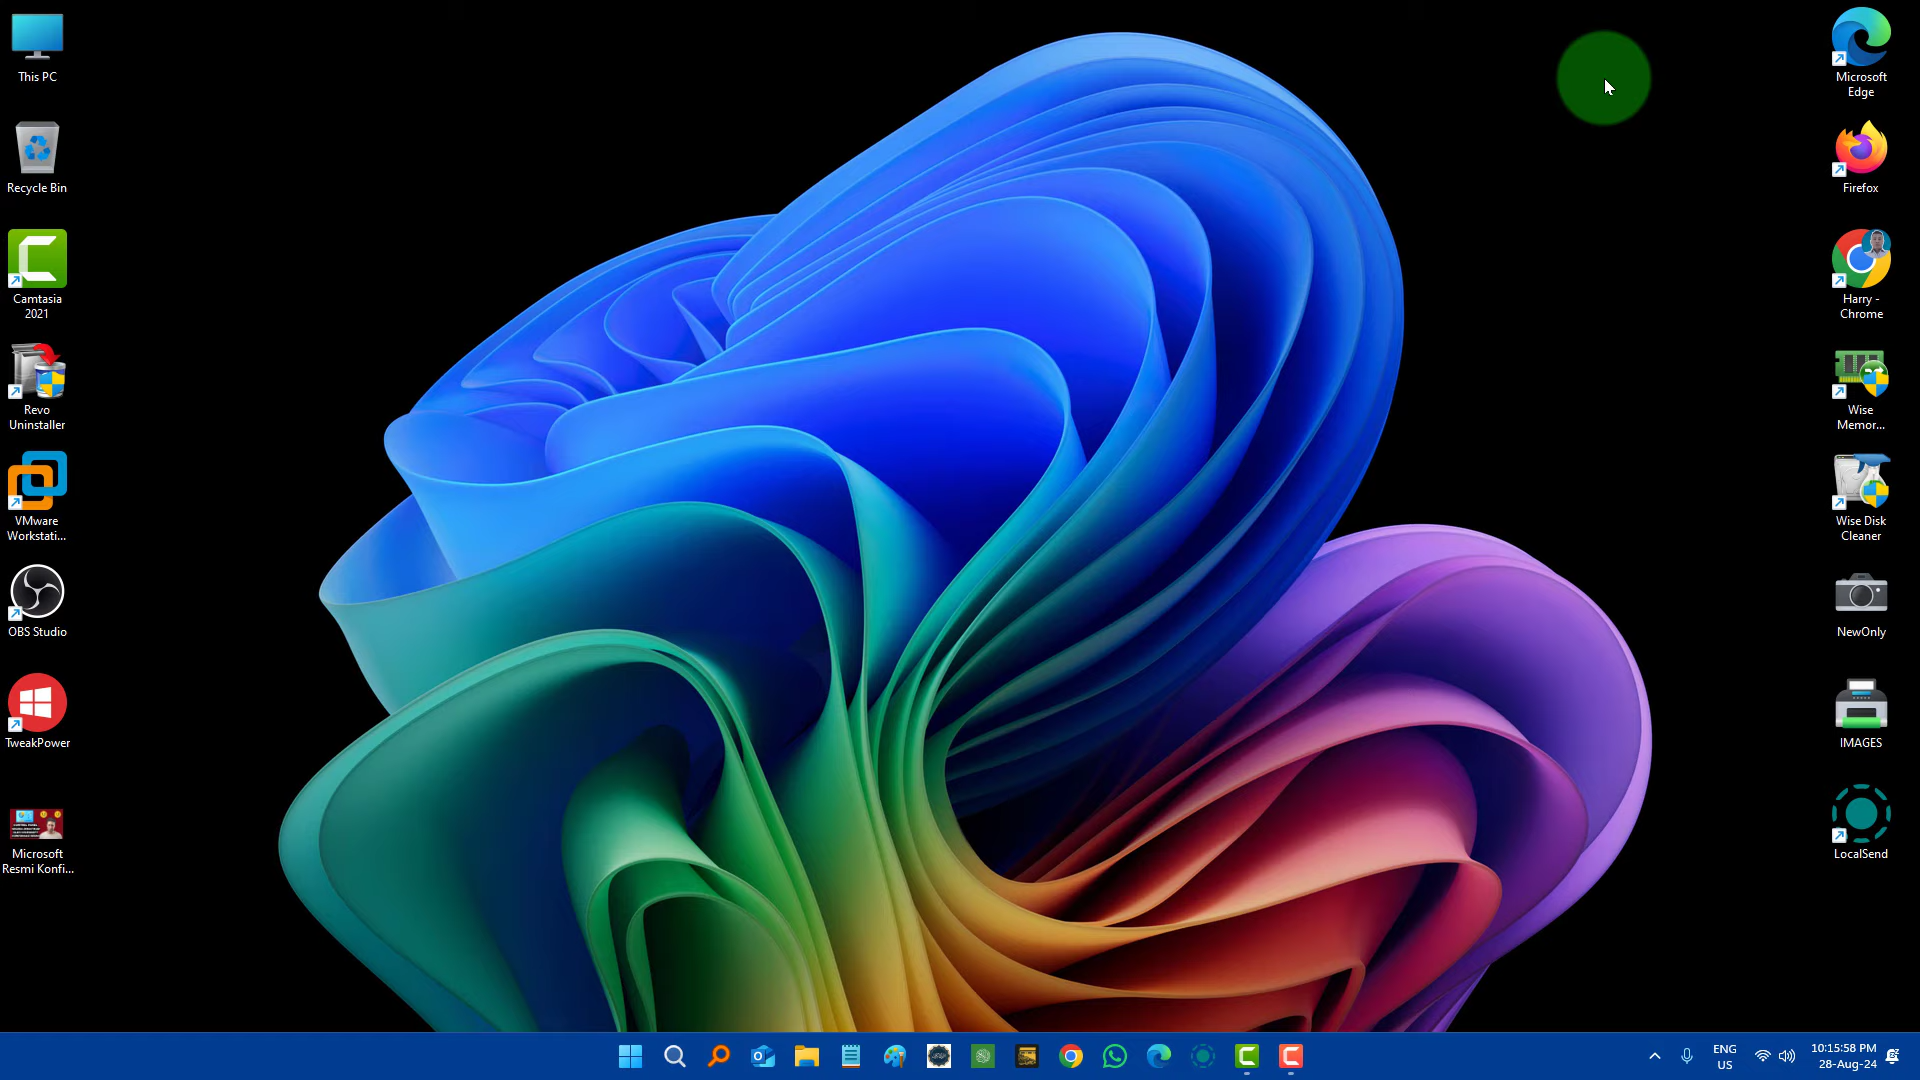 This PC
Recycle Bin
Camtasia
2021
Revo
Uninstaller
VMware
Workstati...
OBS Studio
TweakPower
Microsoft
Resmi Konfi...
Microsoft
Edge
Firefox
Harry -
Chrome
Wise
Memor...
Wise Disk
Cleaner
NewOnly
IMAGES
LocalSend
ENG
US
10:15:58 PM
28-Aug-24